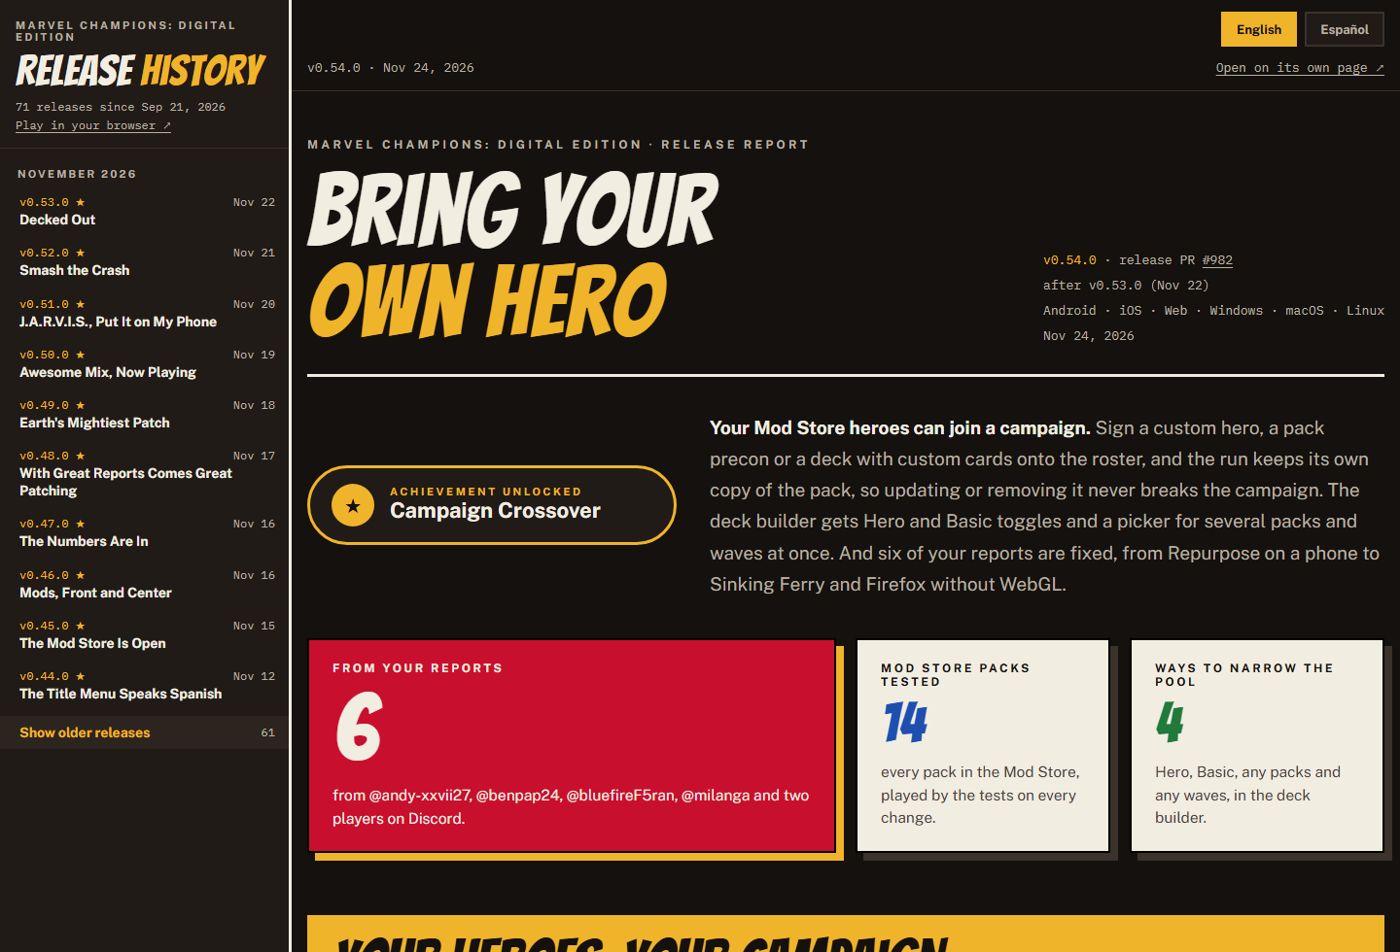 MARVEL CHAMPIONS: DIGITAL
EDITION
RELEASE HISTORY
71 releases since Sep 21, 2026
Play in your browser ↗
NOVEMBER 2026
v0.53.0 ★ Nov 22
Decked Out
v0.52.0 ★ Nov 21
Smash the Crash
v0.51.0 ★ Nov 20
J.A.R.V.I.S., Put It on My Phone
v0.50.0 ★ Nov 19
Awesome Mix, Now Playing
v0.49.0 ★ Nov 18
Earth's Mightiest Patch
v0.48.0 ★ Nov 17
With Great Reports Comes Great
Patching
v0.47.0 ★ Nov 16
The Numbers Are In
v0.46.0 ★ Nov 16
Mods, Front and Center
v0.45.0 ★ Nov 15
The Mod Store Is Open
v0.44.0 ★ Nov 12
The Title Menu Speaks Spanish
Show older releases 61
English Español
v0.54.0 · Nov 24, 2026 Open on its own page ↗
MARVEL CHAMPIONS: DIGITAL EDITION · RELEASE REPORT
BRING YOUR
OWN HERO
v0.54.0 · release PR #982
after v0.53.0 (Nov 22)
Android · iOS · Web · Windows · macOS · Linux
Nov 24, 2026
★ ACHIEVEMENT UNLOCKED
Campaign Crossover
Your Mod Store heroes can join a campaign. Sign a custom hero, a pack
precon or a deck with custom cards onto the roster, and the run keeps its own
copy of the pack, so updating or removing it never breaks the campaign. The
deck builder gets Hero and Basic toggles and a picker for several packs and
waves at once. And six of your reports are fixed, from Repurpose on a phone to
Sinking Ferry and Firefox without WebGL.
FROM YOUR REPORTS
6
from @andy-xxvii27, @benpap24, @bluefireF5ran, @milanga and two
players on Discord.
MOD STORE PACKS
TESTED
14
every pack in the Mod Store,
played by the tests on every
change.
WAYS TO NARROW THE
POOL
4
Hero, Basic, any packs and
any waves, in the deck
builder.
YOUR HEROES, YOUR CAMPAIGN